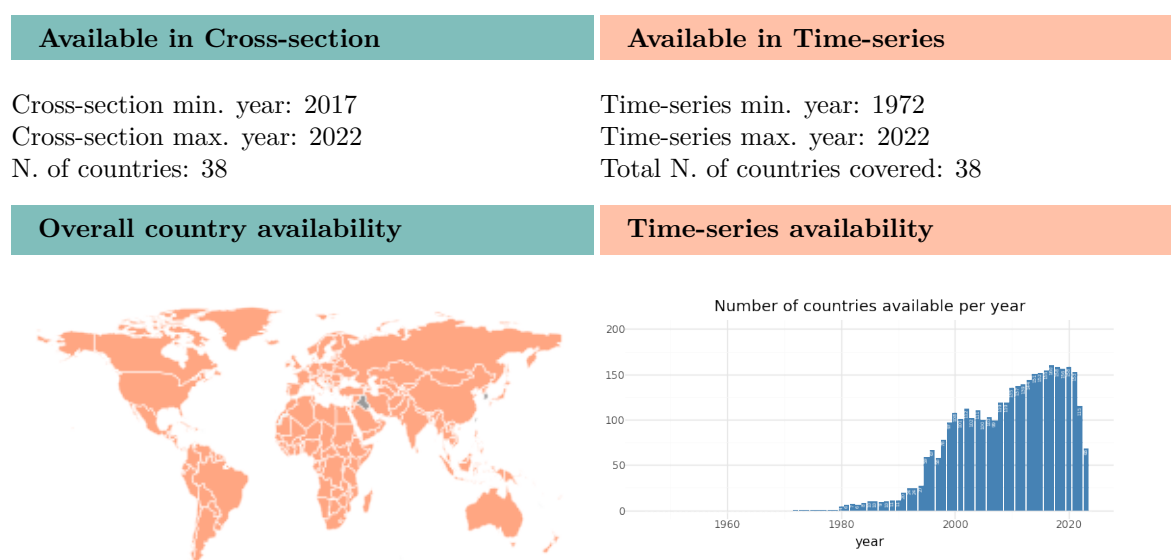 Available in Cross-section
Available in Time-series
Cross-section min. year: 2017
Cross-section max. year: 2022
N. of countries: 38
Time-series min. year: 1972
Time-series max. year: 2022
Total N. of countries covered: 38
Overall country availability
Time-series availability
Number of countries available per year
200
150
100
50
0
1960
1980
2000
2020
year